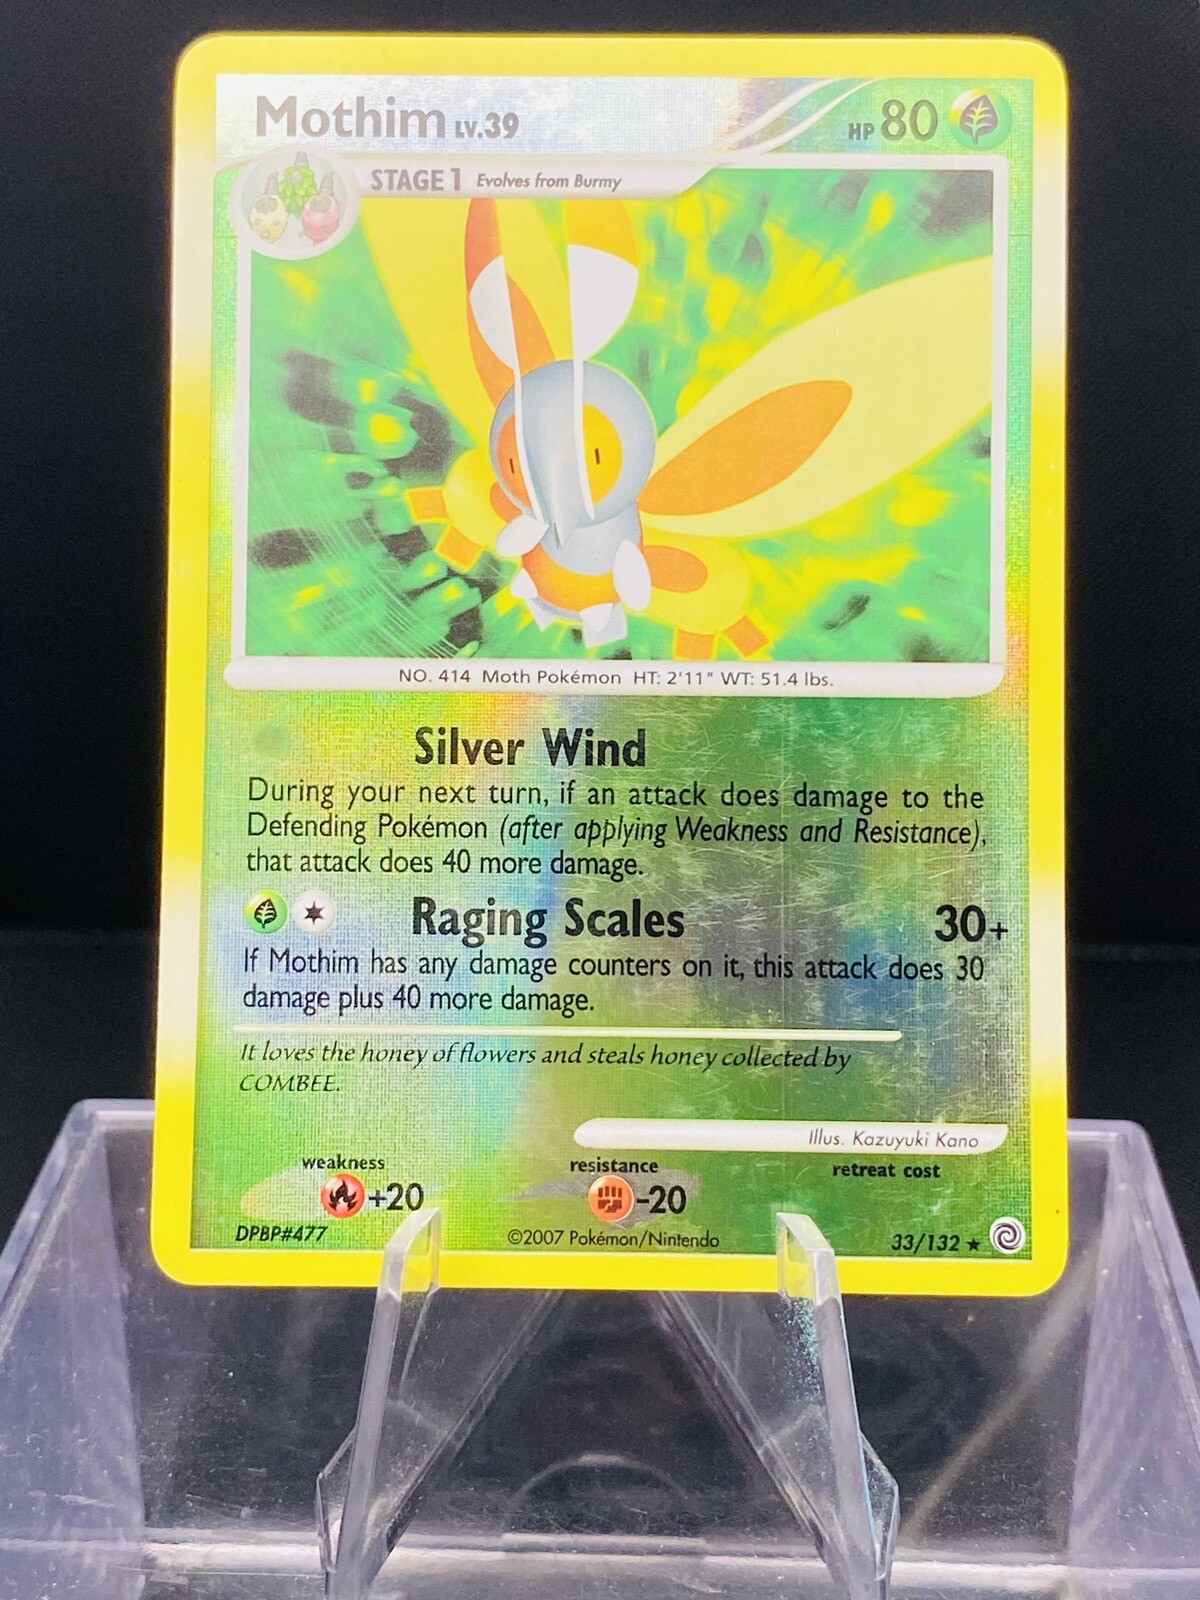 Mothim LV.39 HP 80
STAGE 1 Evolves from Burmy
NO. 414 Moth Pokémon HT: 2'11" WT: 51.4 lbs.
Silver Wind
During your next turn, if an attack does damage to the
Defending Pokémon (after applying Weakness and Resistance),
that attack does 40 more damage.
Raging Scales 30+
If Mothim has any damage counters on it, this attack does 30
damage plus 40 more damage.
It loves the honey of flowers and steals honey collected by
COMBEE.
Illus. Kazuyuki Kano
weakness resistance retreat cost
+20 -20
DPBP#477 ©2007 Pokémon/Nintendo 33/132 ★